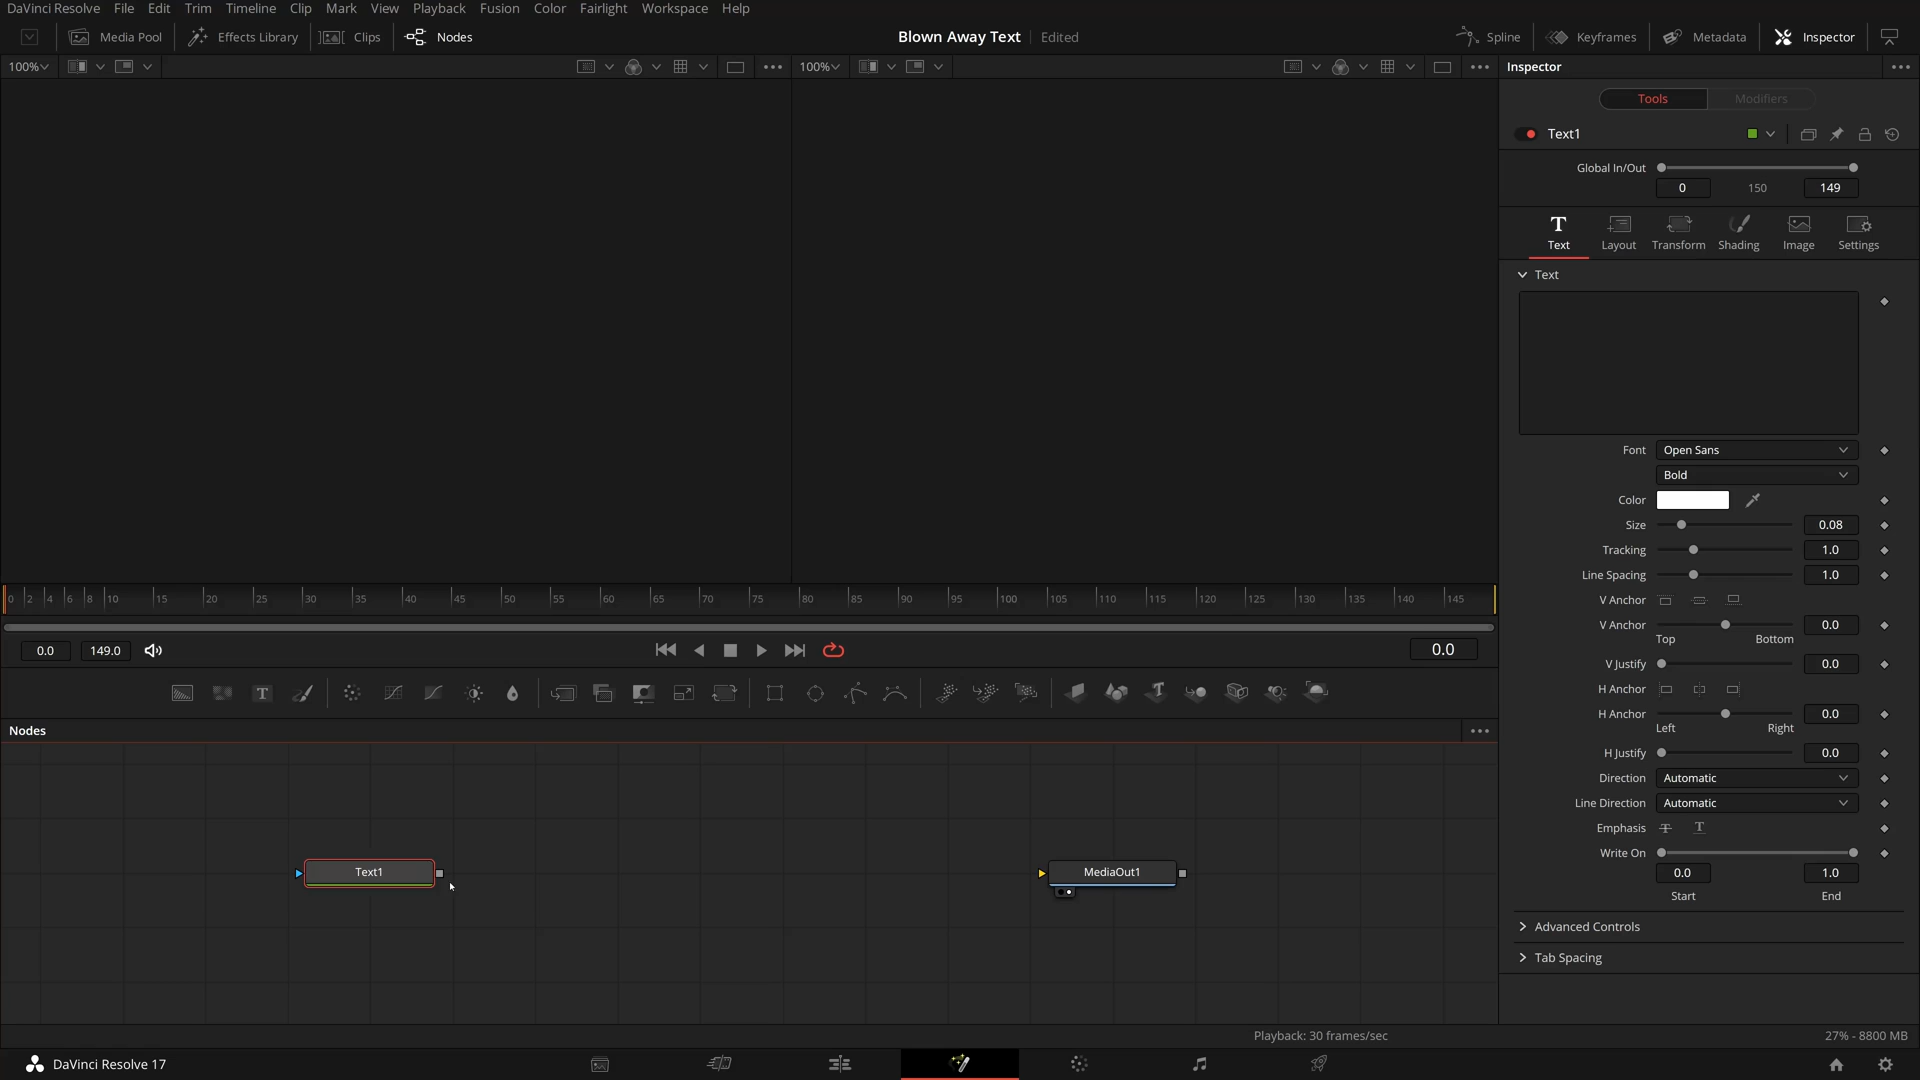 DaVinci Resolve File Edit Trim Timeline Clip Mark View Playback Fusion Color Fairlight Workspace Help
Media Pool Effects Library Clips Nodes Blown Away Text Edited Spline Keyframes Metadata Inspector
100% 100% Inspector
Tools Modifiers
Text1
Global In/Out
0 150 149
T
Text Layout Transform Shading Image Settings
Text
Font Open Sans
Bold
Color
Size 0.08
Tracking 1.0
Line Spacing 1.0
V Anchor
V Anchor 0.0
Top Bottom
V Justify 0.0
H Anchor
H Anchor 0.0
Left Right
H Justify 0.0
Direction Automatic
Line Direction Automatic
Emphasis T T
Write On
0.0 1.0
Start End
Advanced Controls
Tab Spacing
0 2 4 6 8 10 15 20 25 30 35 40 45 50 55 60 65 70 75 80 85 90 95 100 105 110 115 120 125 130 135 140 145
0.0 149.0 0.0
T T
Nodes
Text1 MediaOut1
Playback: 30 frames/sec 27% - 8800 MB
DaVinci Resolve 17